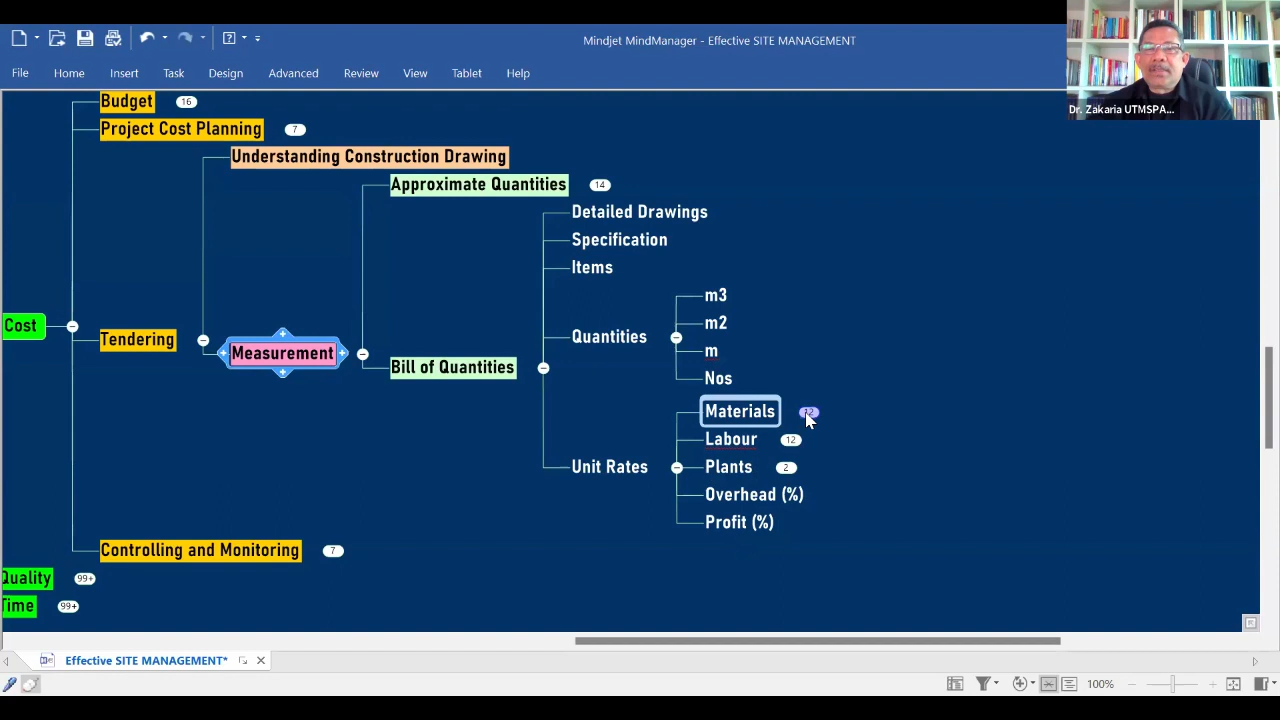 Mindjet MindManager - Effective SITE MANAGEMENT
File Home Insert Task Design Advanced Review View Tablet Help
Dr. Zakaria UTMSPA...
Budget 16
Project Cost Planning 7
Understanding Construction Drawing
Approximate Quantities 14
Detailed Drawings
Specification
Items
m3
m2
Cost
Tendering
Quantities
m
Measurement
Bill of Quantities
Nos
Materials 12
Labour 12
Unit Rates
Plants 2
Overhead (%)
Profit (%)
Controlling and Monitoring 7
Quality 99+
Time 99+
Effective SITE MANAGEMENT*
100%